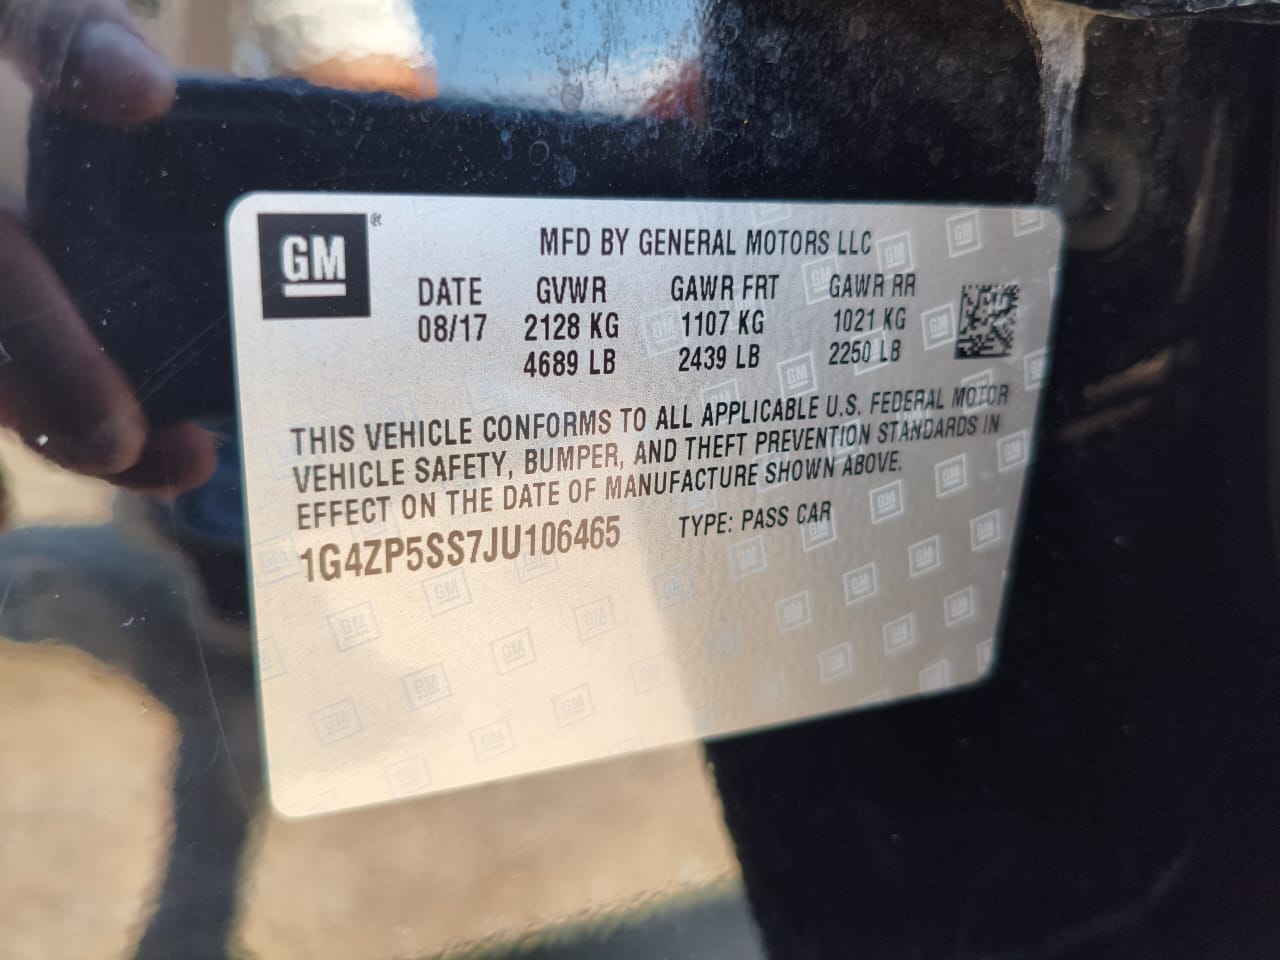 GM®
MFD BY GENERAL MOTORS LLC
DATE GVWR GAWR FRT GAWR RR
08/17 2128 KG 1107 KG 1021 KG
4689 LB 2439 LB 2250 LB
THIS VEHICLE CONFORMS TO ALL APPLICABLE U.S. FEDERAL MOTOR
VEHICLE SAFETY, BUMPER, AND THEFT PREVENTION STANDARDS IN
EFFECT ON THE DATE OF MANUFACTURE SHOWN ABOVE.
1G4ZP5SS7JU106465 TYPE: PASS CAR